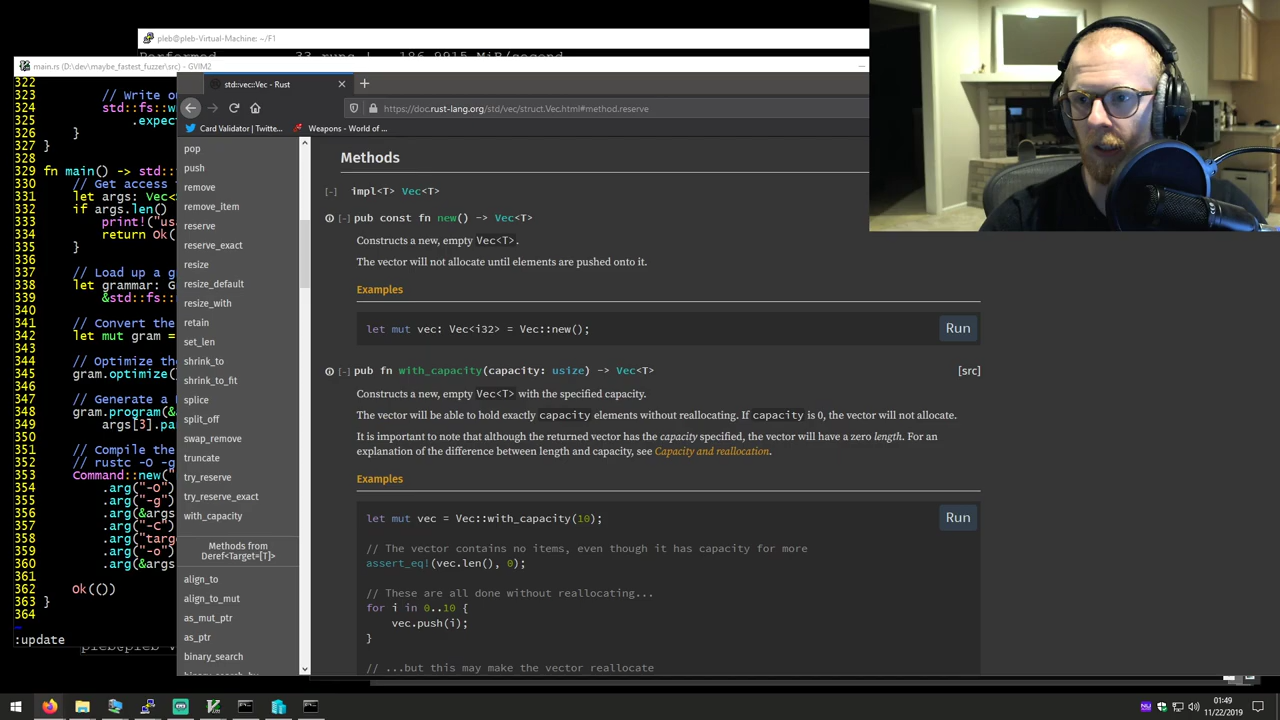 pleb@pleb-Virtual-Machine: ~/F1
Performed 33 runs | 186.9915 MiB/second
main.rs (D:\dev\maybe_fastest_fuzzer\src) - GVIM2
std::vec::Vec - Rust
https://doc.rust-lang.org/std/vec/struct.Vec.html#method.reserve
Card Validator | Twitte...
Weapons - World of ...
322
323 // Write on
324 std::fs::w
325 .expec
326 }
327 }
328
329 fn main() -> std::
330 // Get access
331 let args: Vec<S
332 if args.len()
333 print!("us
334 return Ok(
335 }
336
337 // Load up a g
338 let grammar: G
339 &std::fs::
340
341 // Convert the
342 let mut gram =
343
344 // Optimize the
345 gram.optimize()
346
347 // Generate a
348 gram.program(&
349 args[3].pa
350
351 // Compile the
352 // rustc -O -g
353 Command::new("
354 .arg("-O")
355 .arg("-g")
356 .arg(&args
357 .arg("-C")
358 .arg("targ
359 .arg("-o")
360 .arg(&args
361
362 Ok(())
363 }
364
:update
pop
push
remove
remove_item
reserve
reserve_exact
resize
resize_default
resize_with
retain
set_len
shrink_to
shrink_to_fit
splice
split_off
swap_remove
truncate
try_reserve
try_reserve_exact
with_capacity
Methods from
Deref<Target=[T]>
align_to
align_to_mut
as_mut_ptr
as_ptr
binary_search
Methods
[-] impl<T> Vec<T>
[-] pub const fn new() -> Vec<T>
Constructs a new, empty Vec<T>.
The vector will not allocate until elements are pushed onto it.
Examples
let mut vec: Vec<i32> = Vec::new();
Run
[-] pub fn with_capacity(capacity: usize) -> Vec<T>
[src]
Constructs a new, empty Vec<T> with the specified capacity.
The vector will be able to hold exactly capacity elements without reallocating. If capacity is 0, the vector will not allocate.
It is important to note that although the returned vector has the capacity specified, the vector will have a zero length. For an
explanation of the difference between length and capacity, see Capacity and reallocation.
Examples
let mut vec = Vec::with_capacity(10);
Run
// The vector contains no items, even though it has capacity for more
assert_eq!(vec.len(), 0);
// These are all done without reallocating...
for i in 0..10 {
vec.push(i);
}
// ...but this may make the vector reallocate
01:49
11/22/2019